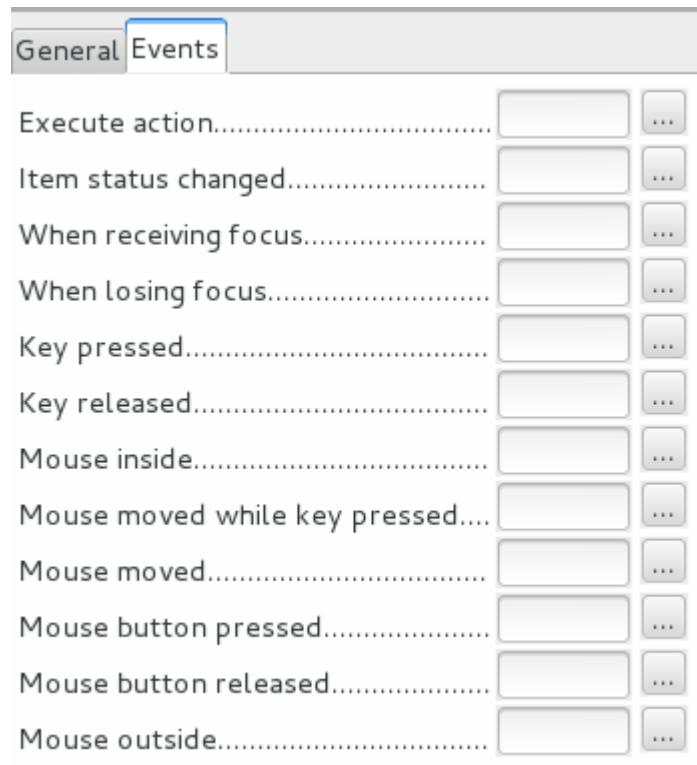 General Events
Execute action................................... ...
Item status changed......................... ...
When receiving focus....................... ...
When losing focus............................ ...
Key pressed...................................... ...
Key released..................................... ...
Mouse inside..................................... ...
Mouse moved while key pressed.... ...
Mouse moved................................... ...
Mouse button pressed..................... ...
Mouse button released.................... ...
Mouse outside.................................. ...